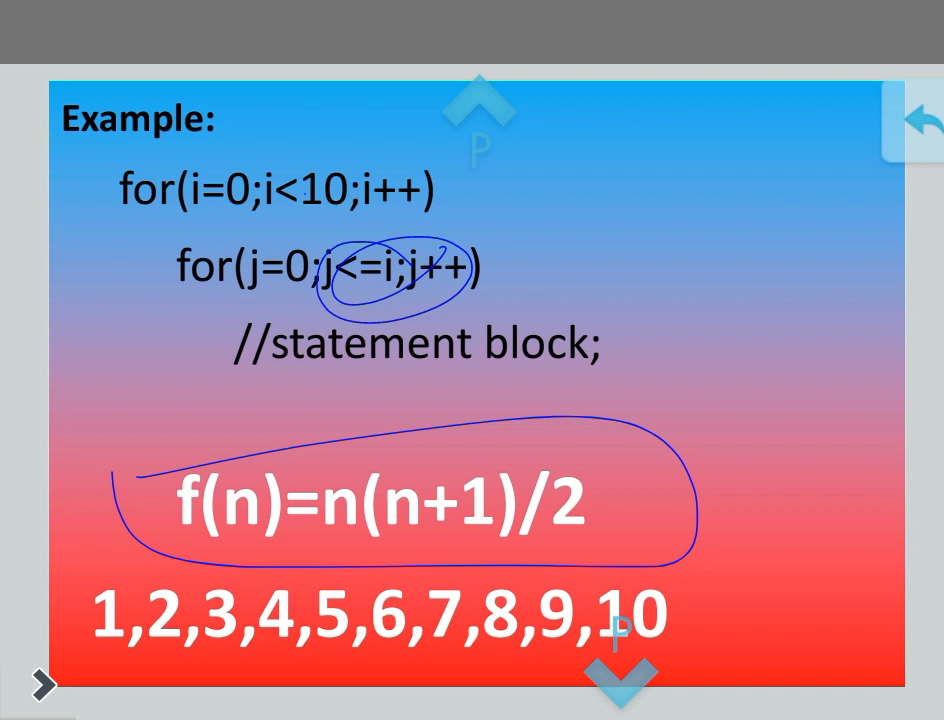 P
Example:
for(i=0;i<10;i++)
for(j=0;j<=i;j++)
//statement block;
f(n)=n(n+1)/2
1,2,3,4,5,6,7,8,9,10
P